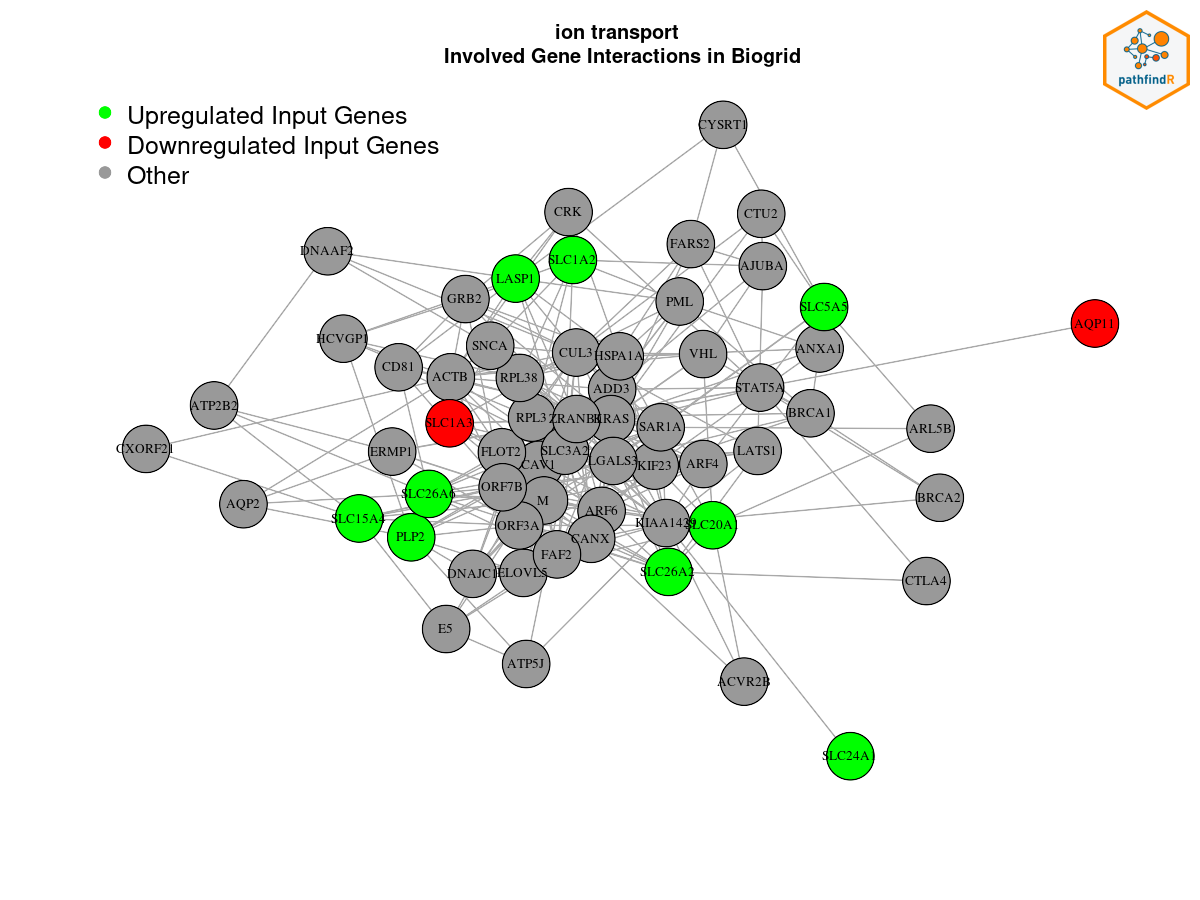 ion transport
Involved Gene Interactions in Biogrid
pathfindR
Upregulated Input Genes
Downregulated Input Genes
Other
CYSRT1
CRK
CTU2
DNAAF2
FARS2
SLC1A2
AJUBA
LASP1
GRB2
PML
SLC5A5
AQP11
HCVGP1
SNCA
CUL3
HSPA1A
VHL
ANXA1
CD81
ACTB
RPL38
ADD3
STAT5A
ATP2B2
SLC1A3
RPL3
ZRANB1
KRAS
SAR1A
BRCA1
ARL5B
CXORF21
ERMP1
FLOT2
CAV1
SLC3A2
LGALS3
KIF23
ARF4
LATS1
AQP2
SLC26A6
ORF7B
M
BRCA2
SLC15A4
PLP2
ORF3A
ARF6
CANX
KIAA1429
SLC20A1
DNAJC1
ELOVL5
FAF2
SLC26A2
CTLA4
E5
ATP5J
ACVR2B
SLC24A1